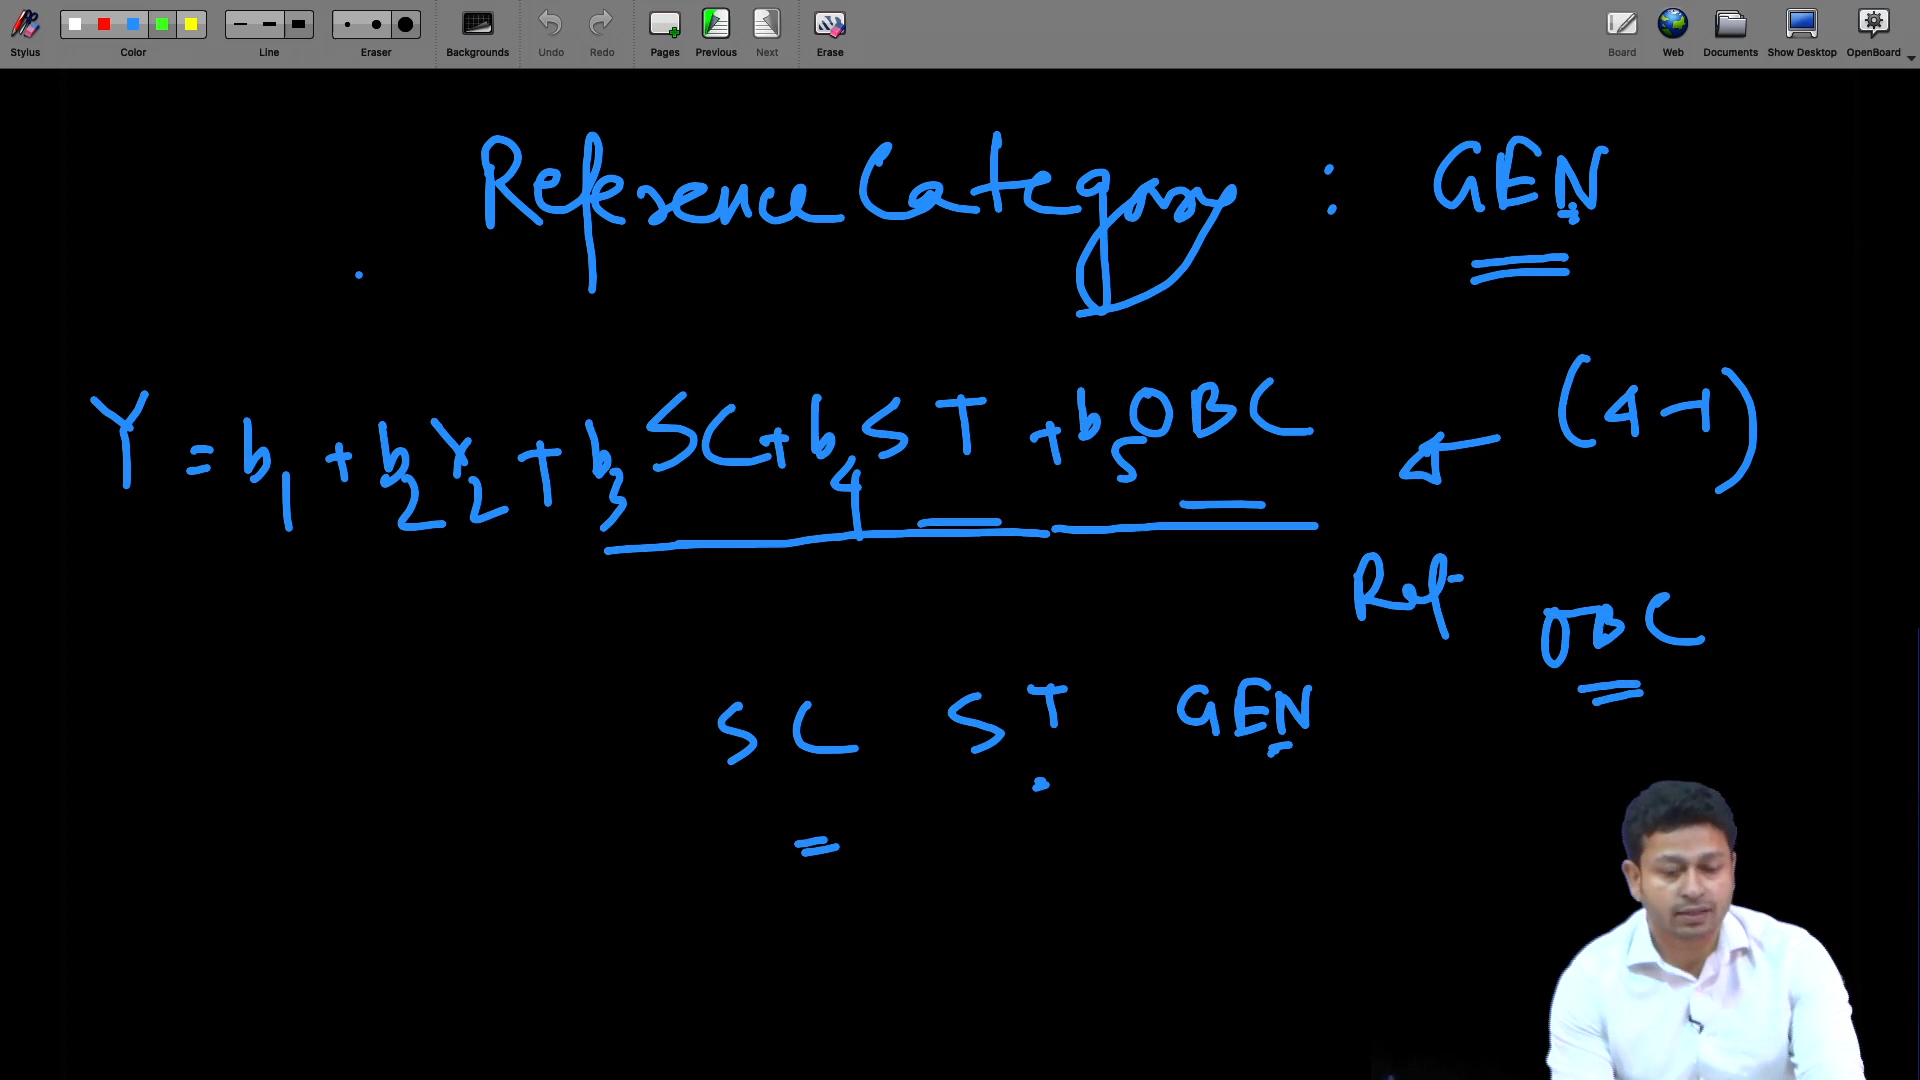 Stylus Color Line Eraser Backgrounds Undo Redo Pages Previous Next Erase Board Web Documents Show Desktop OpenBoard
Reference Category : GEN
Y = b1 + b2X2 + b3SC + b4ST + b5OBC ← (4-1)
Ref OBC
SC ST GEN